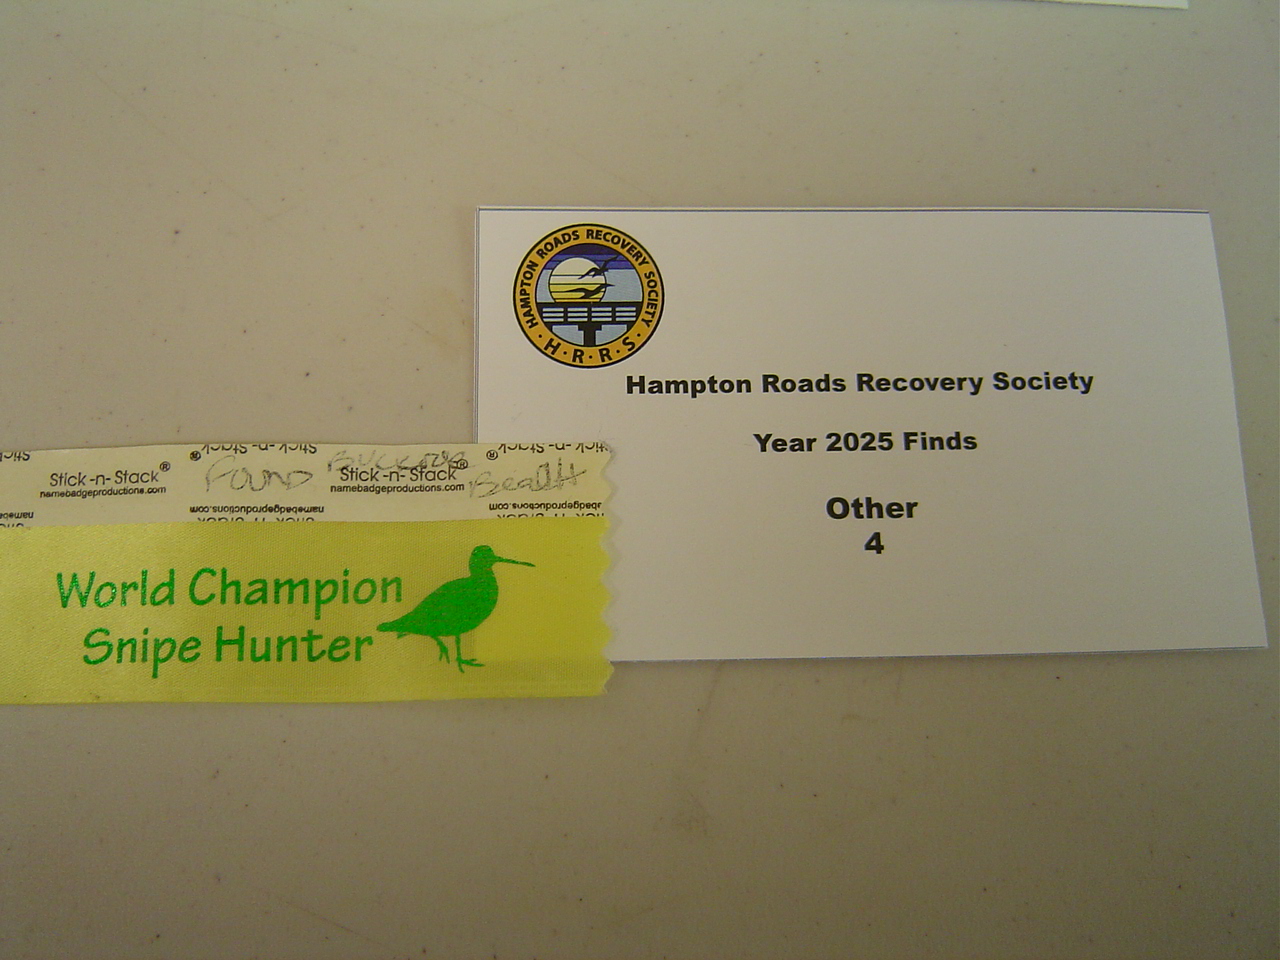 HAMPTON ROADS RECOVERY SOCIETY
· H · R · R · S ·
Hampton Roads Recovery Society
Year 2025 Finds
Other
4
Stick-n-Stack®
namebadgeproductions.com
Found
Buckroe
Stick-n-Stack®
namebadgeproductions.com
World Champion
Snipe Hunter